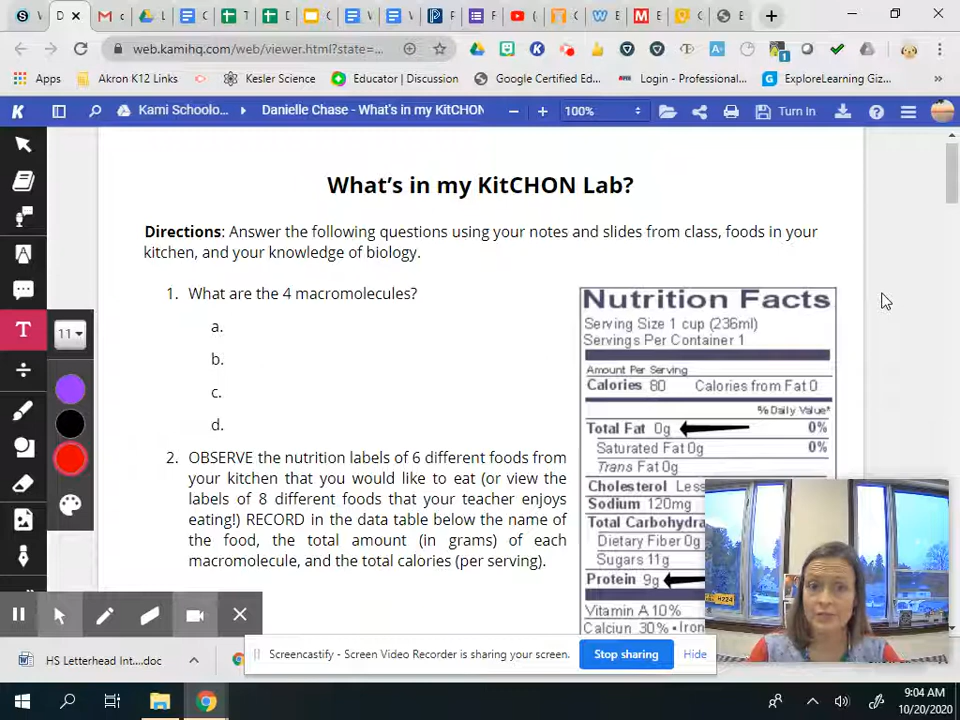 D
web.kamihq.com/web/viewer.html?state=...
Apps
Akron K12 Links
Kesler Science
Educator | Discussion
Google Certified Ed...
Login - Professional...
ExploreLearning Giz...
»
Kami Schoolo...
Danielle Chase - What's in my KitCHON
100%
Turn In
What's in my KitCHON Lab?
Directions: Answer the following questions using your notes and slides from class, foods in your
kitchen, and your knowledge of biology.
1. What are the 4 macromolecules?
a.
b.
c.
d.
2. OBSERVE the nutrition labels of 6 different foods from
your kitchen that you would like to eat (or view the
labels of 8 different foods that your teacher enjoys
eating!) RECORD in the data table below the name of
the food, the total amount (in grams) of each
macromolecule, and the total calories (per serving).
Nutrition Facts
Serving Size 1 cup (236ml)
Servings Per Container 1
Amount Per Serving
Calories 80 Calories from Fat 0
% Daily Value*
Total Fat 0g 0%
Saturated Fat 0g 0%
Trans Fat 0g
Cholesterol Less
Sodium 120mg
Total Carbohydra
Dietary Fiber 0g
Sugars 11g
Protein 9g
Vitamin A 10%
Calcium 30% • Iron
T
11
Screencastify - Screen Video Recorder is sharing your screen.
Stop sharing
Hide
HS Letterhead Int....doc
9:04 AM
10/20/2020